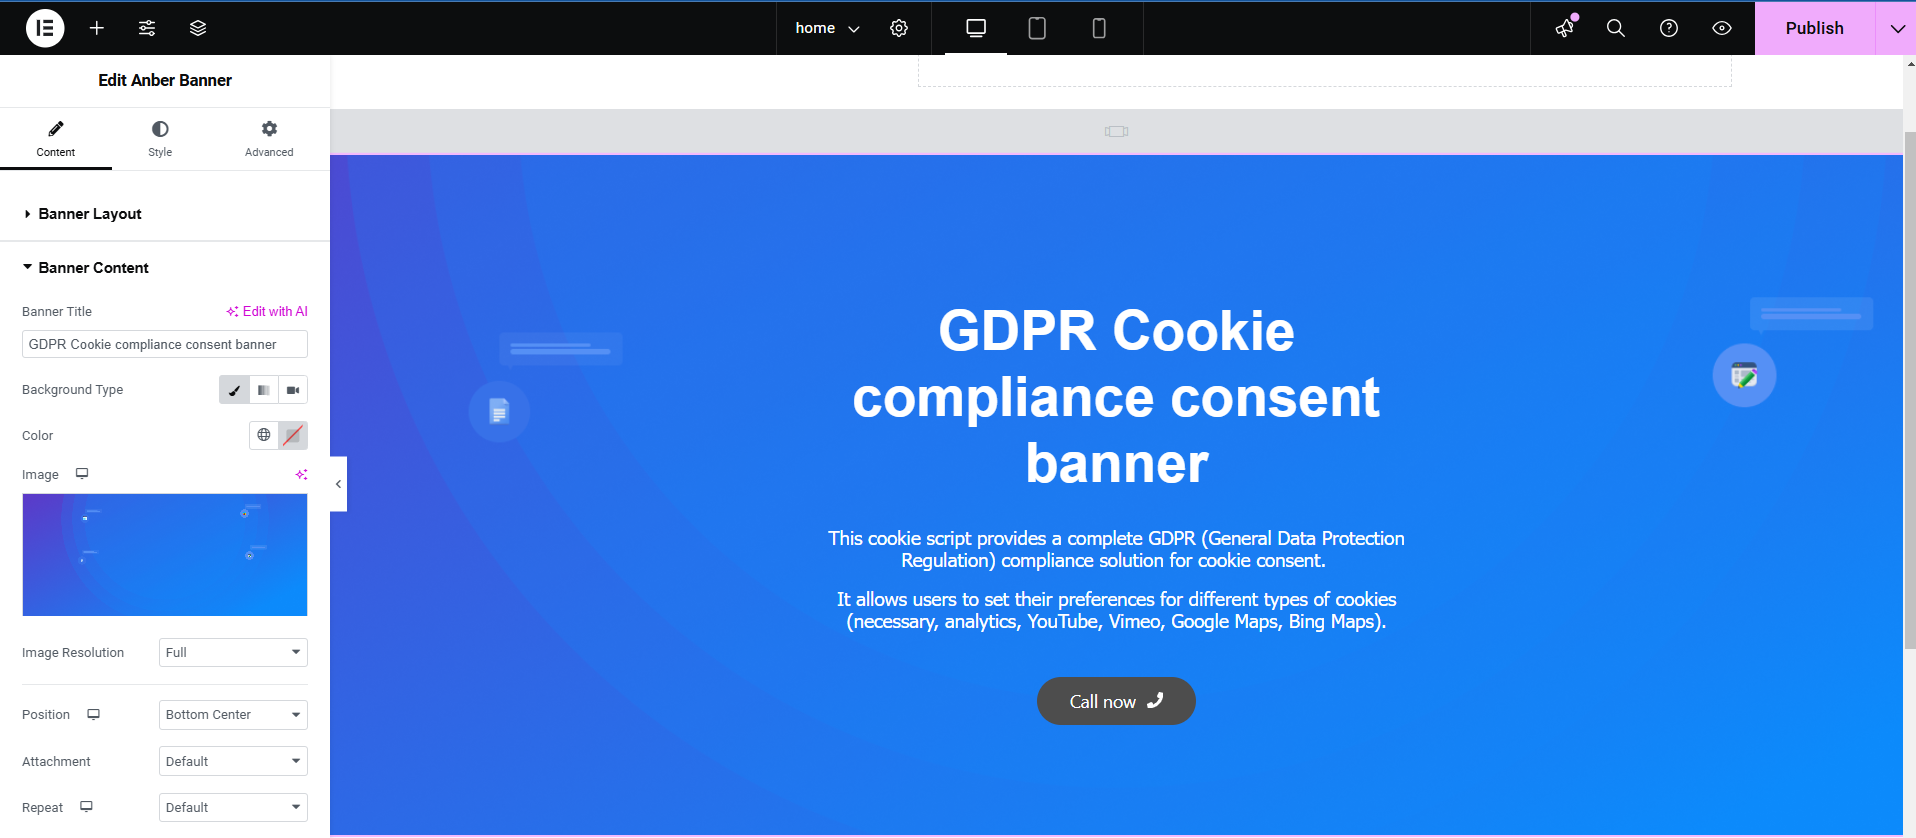 home
Publish
Edit Anber Banner
Content
Style
Advanced
Banner Layout
Banner Content
Banner Title
Edit with AI
GDPR Cookie compliance consent banner
Background Type
Color
Image
Image Resolution
Full
Position
Bottom Center
Attachment
Default
Repeat
Default
GDPR Cookie
compliance consent
banner
This cookie script provides a complete GDPR (General Data Protection
Regulation) compliance solution for cookie consent.
It allows users to set their preferences for different types of cookies
(necessary, analytics, YouTube, Vimeo, Google Maps, Bing Maps).
Call now